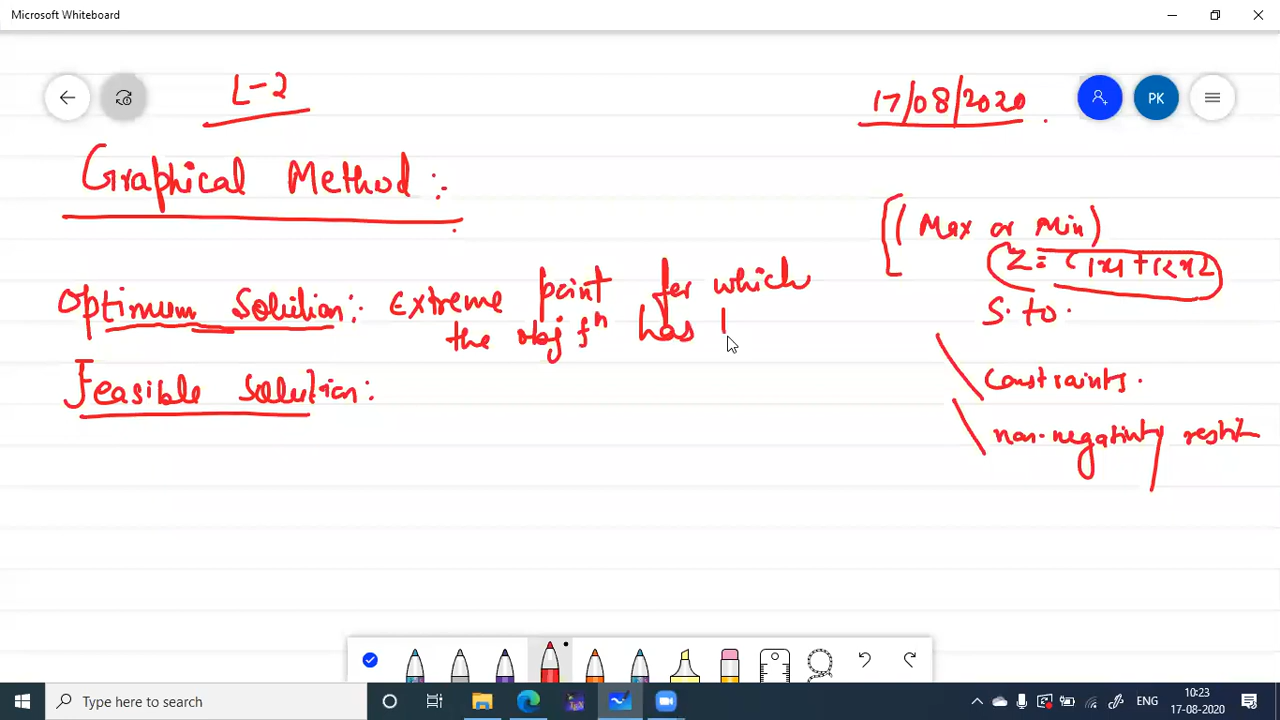 Microsoft Whiteboard
L-2
17/08/2020
PK
Graphical Method:
(Max or Min)
Z = C1x1 + C2x2
S. to.
Optimum Solution: Extreme point for which
the obj fn has
Feasible Solution:
constraints.
non-negativity
Type here to search
ENG
10:23
17-08-2020